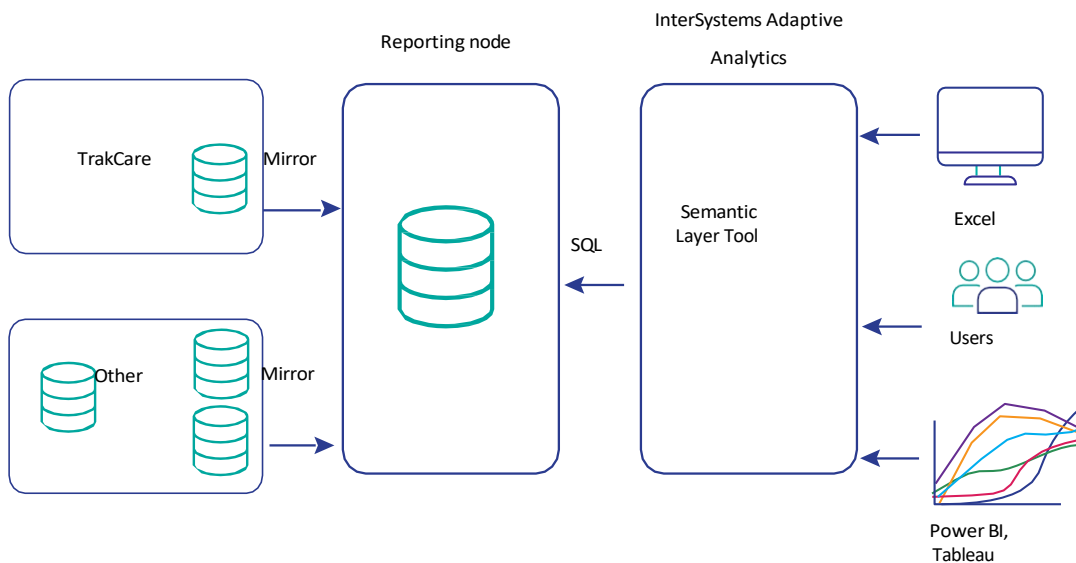 InterSystems Adaptive
Analytics
Reporting node
TrakCare
Mirror
Semantic
Layer Tool
SQL
Excel
Other
Mirror
Users
Power BI,
Tableau